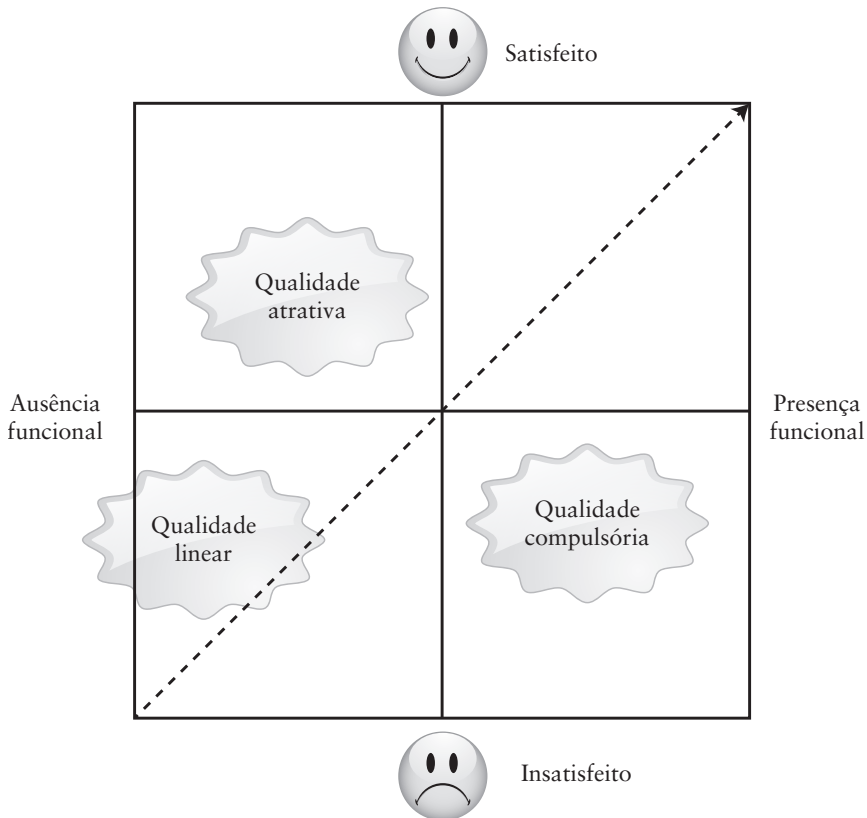 Satisfeito
Qualidade
atrativa
Ausência
funcional
Presença
funcional
Qualidade
linear
Qualidade
compulsória
Insatisfeito